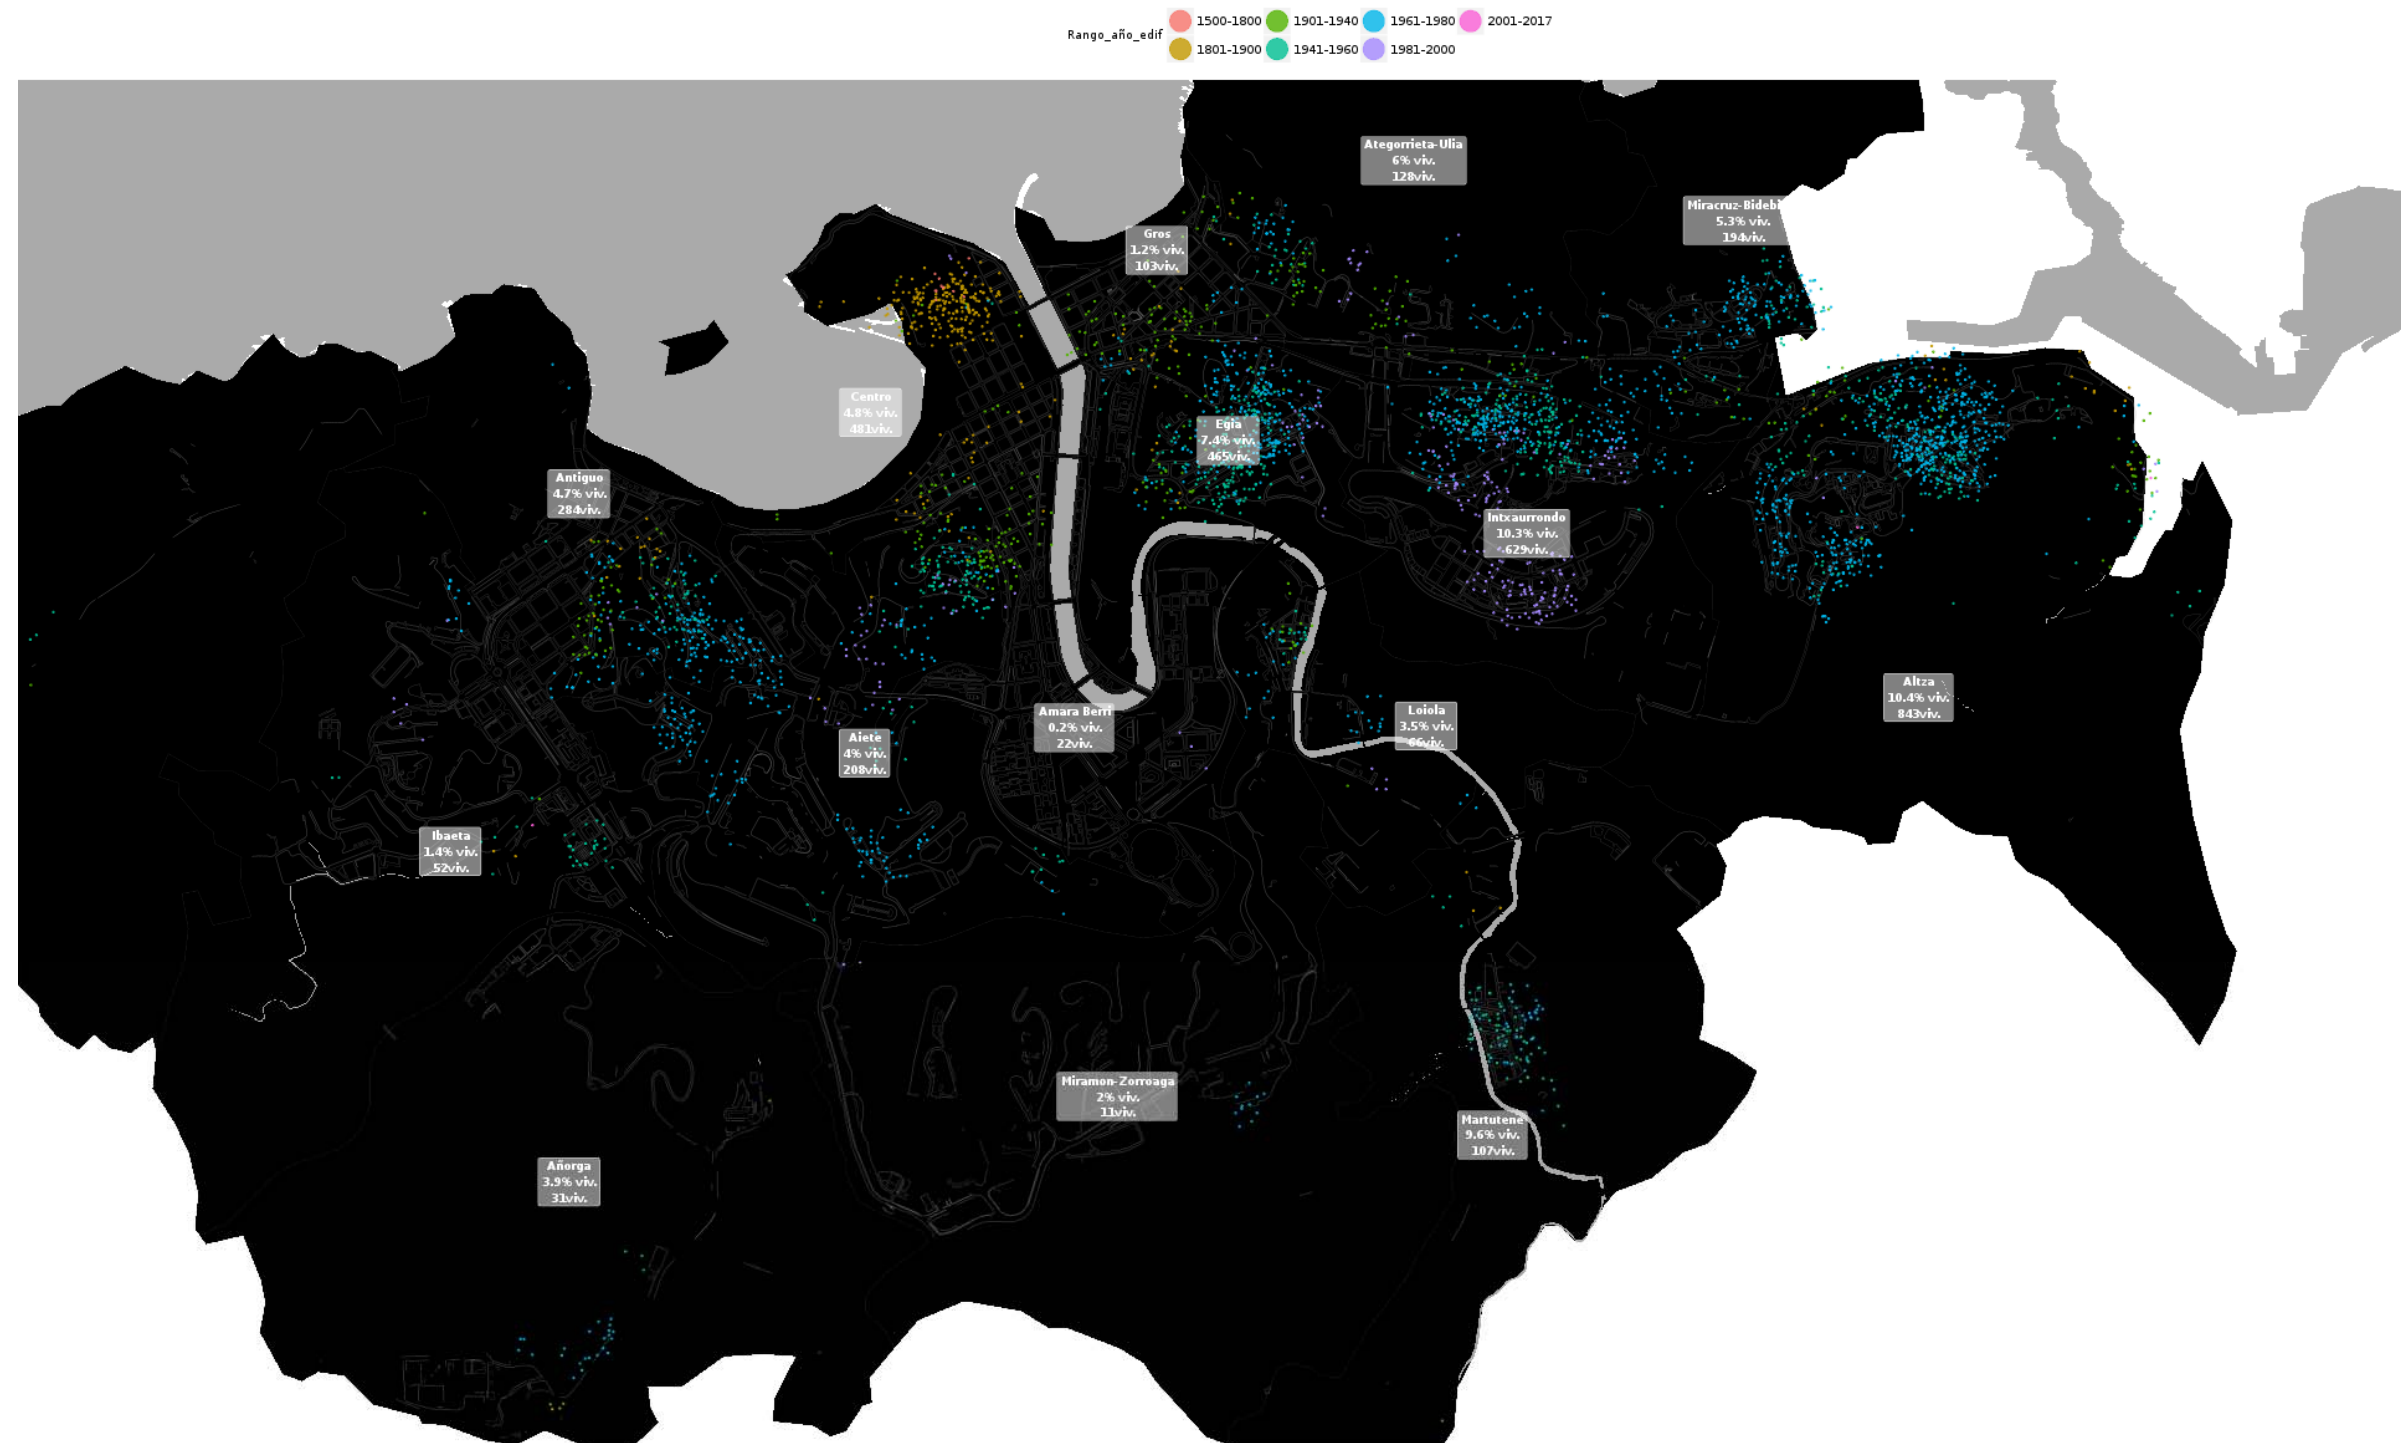 Rango_año_edif
1500-1800
1901-1940
1961-1980
2001-2017
1801-1900
1941-1960
1981-2000
Ategorrieta-Ulia
6% viv.
128viv.
Miracruz-Bidebi
5.3% viv.
194viv.
Gros
1.2% viv.
103viv.
Centro
4.8% viv.
481viv.
Egia
7.4% viv.
465viv.
Antiguo
4.7% viv.
284viv.
Intxaurrondo
10.3% viv.
629viv.
Altza
10.4% viv.
843viv.
Amara Berri
0.2% viv.
22viv.
Loiola
3.5% viv.
66viv.
Aiete
4% viv.
208viv.
Ibaeta
1.4% viv.
52viv.
Miramon-Zorroaga
2% viv.
11viv.
Martutene
9.6% viv.
107viv.
Añorga
3.9% viv.
31viv.